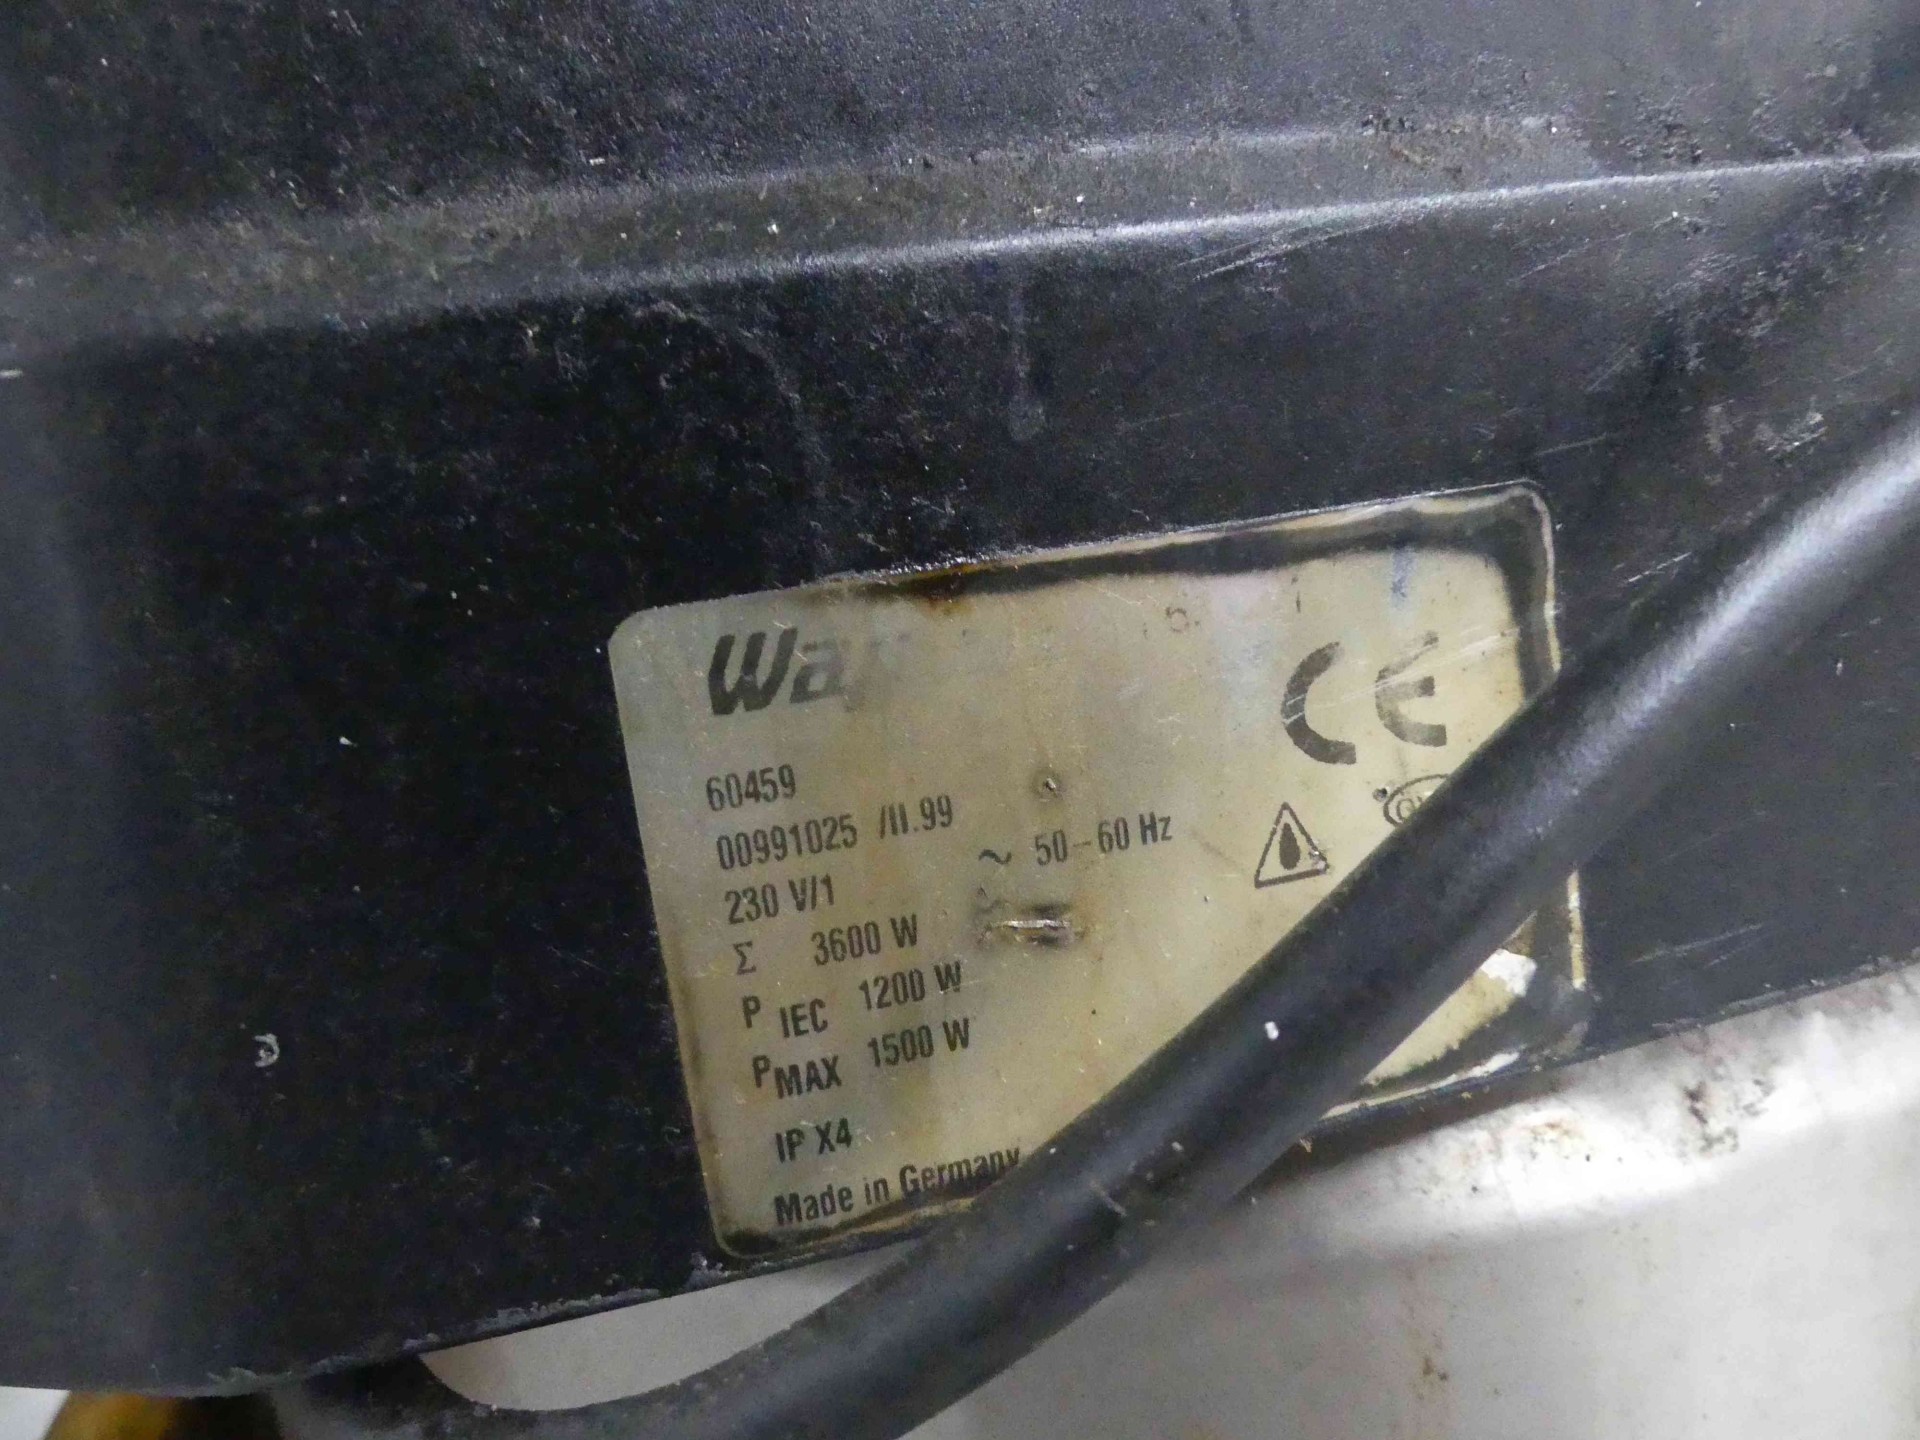 Wap
CE
60459
00991025 /II.99
230 V/1 ~ 50-60 Hz
Σ 3600 W
P IEC 1200 W
P MAX 1500 W
IP X4
Made in Germany